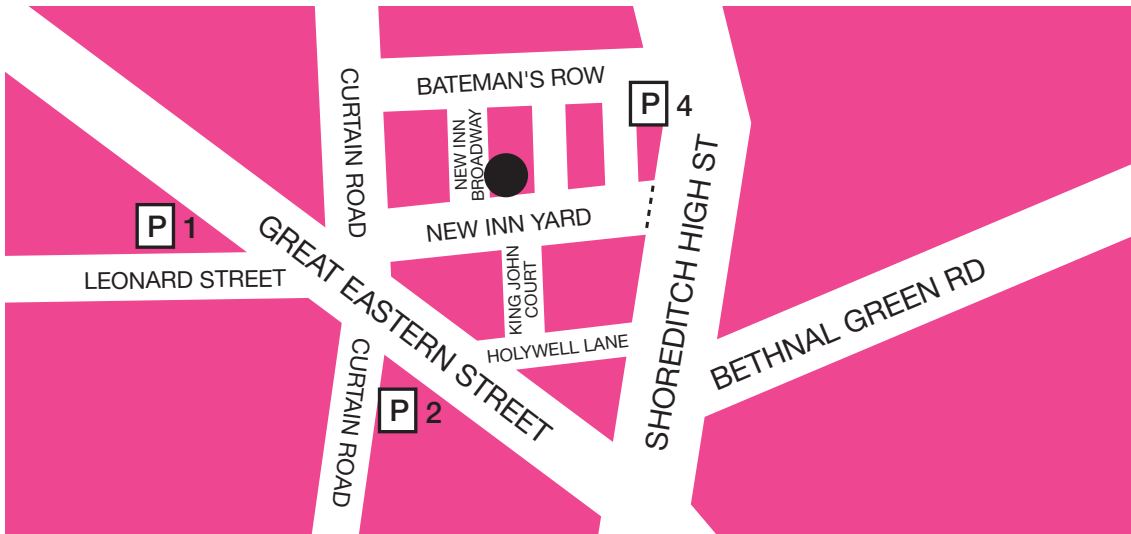 BATEMAN'S ROW
CURTAIN ROAD
P 4
NEW INN
BROADWAY
P 1
NEW INN YARD
GREAT EASTERN STREET
SHOREDITCH HIGH ST
LEONARD STREET
KING JOHN
COURT
HOLYWELL LANE
BETHNAL GREEN RD
CURTAIN ROAD
P 2